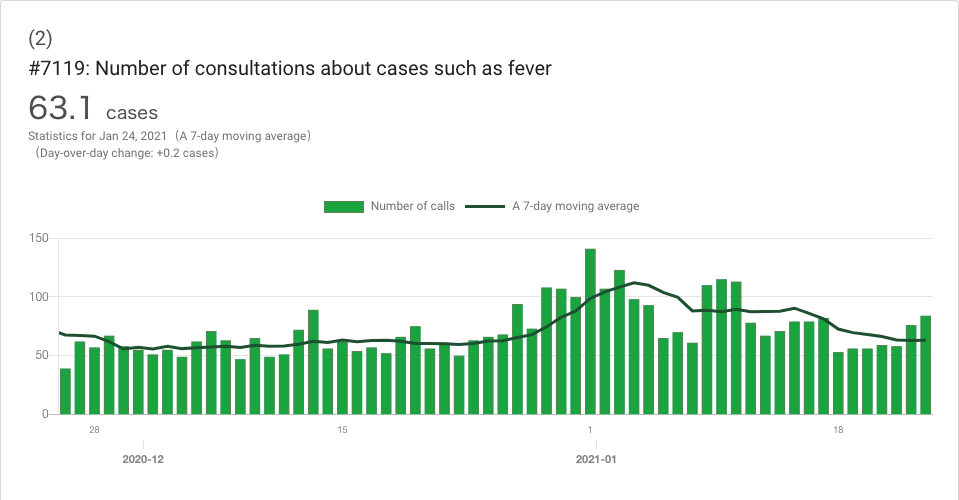 (2)
#7119: Number of consultations about cases such as fever
63.1 cases
Statistics for Jan 24, 2021（A 7-day moving average）
（Day-over-day change: +0.2 cases）
Number of calls A 7-day moving average
150
100
50
0
28 15 1 18
2020-12 2021-01